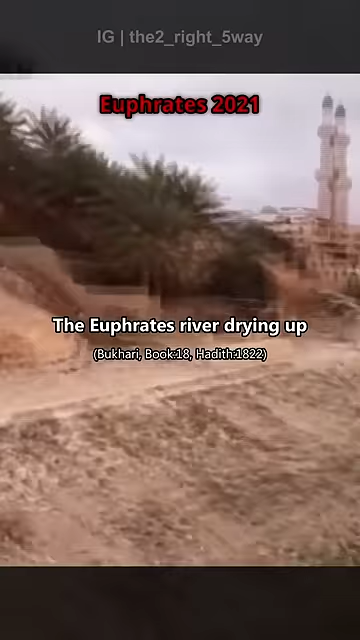 IG | the2_right_5way
Euphrates 2021
The Euphrates river drying up
(Bukhari, Book:18, Hadith:1822)